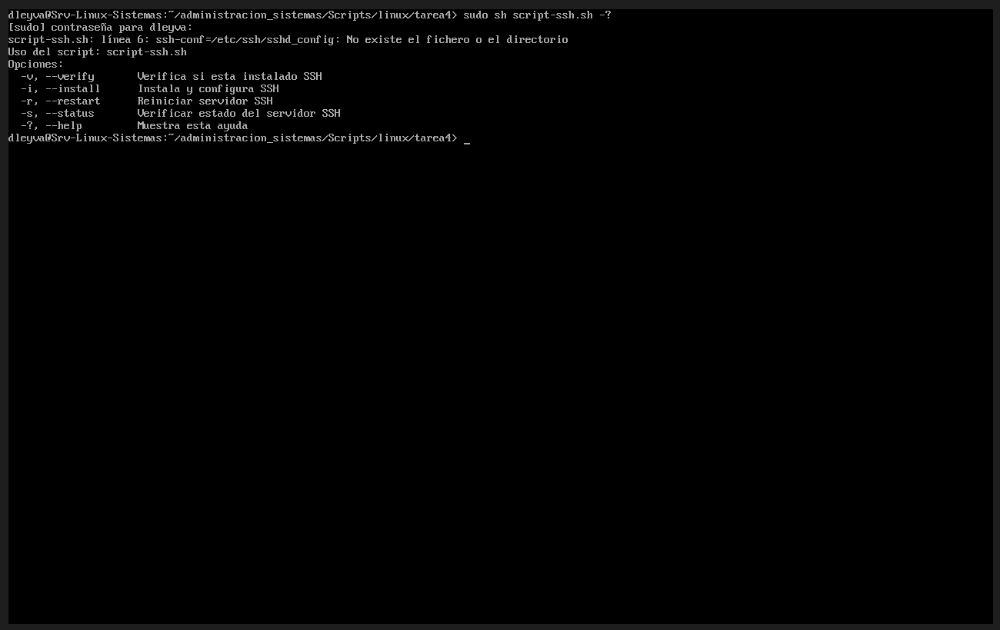 dleyva@Srv-Linux-Sistemas:~/administracion_sistemas/Scripts/linux/tarea4> sudo sh script-ssh.sh -?
[sudo] contraseña para dleyva:
script-ssh.sh: línea 6: ssh-conf=/etc/ssh/sshd_config: No existe el fichero o el directorio
Uso del script: script-ssh.sh
Opciones:
  -v, --verify       Verifica si esta instalado SSH
  -i, --install      Instala y configura SSH
  -r, --restart      Reiniciar servidor SSH
  -s, --status       Verificar estado del servidor SSH
  -?, --help         Muestra esta ayuda
dleyva@Srv-Linux-Sistemas:~/administracion_sistemas/Scripts/linux/tarea4> _